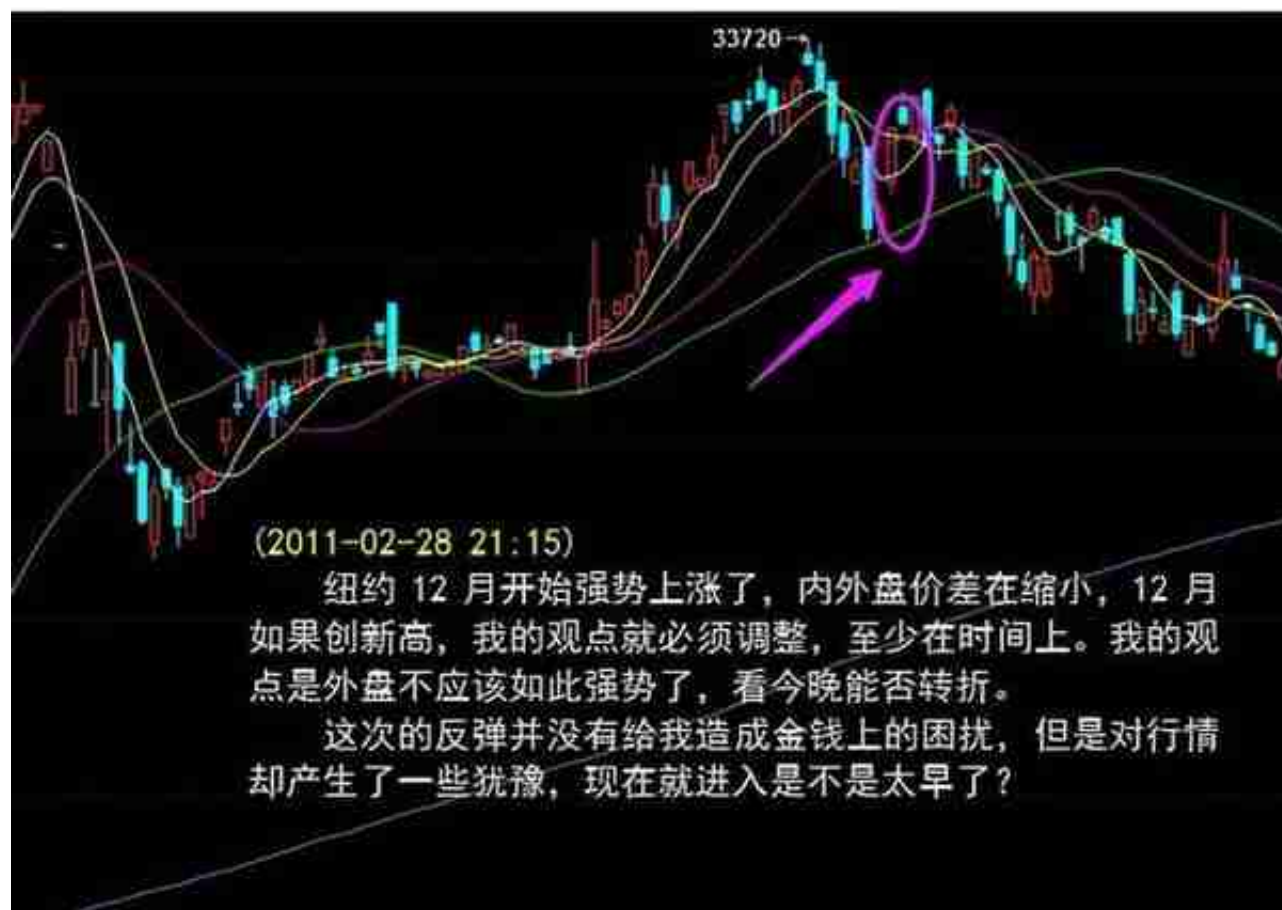 33720→
(2011-02-28 21:15)
纽约 12 月开始强势上涨了，内外盘价差在缩小，12 月
如果创新高，我的观点就必须调整，至少在时间上。我的观
点是外盘不应该如此强势了，看今晚能否转折。
这次的反弹并没有给我造成金钱上的困扰，但是对行情
却产生了一些犹豫，现在就进入是不是太早了？